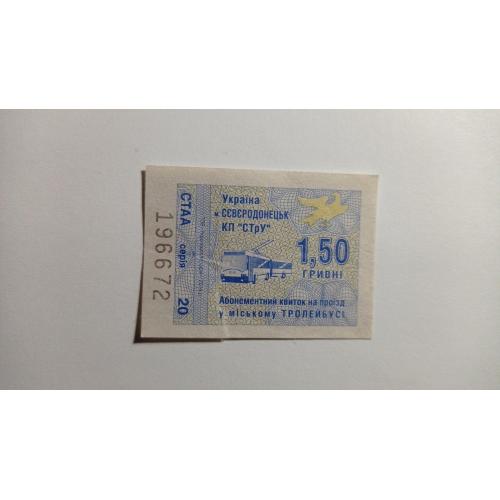 Україна
м. СЄВЄРОДОНЕЦЬК
КП "СТрУ"
1,50
ГРИВНІ
Абонементний квиток на проїзд
у міському ТРОЛЕЙБУСІ
СТАА серія 20
196672